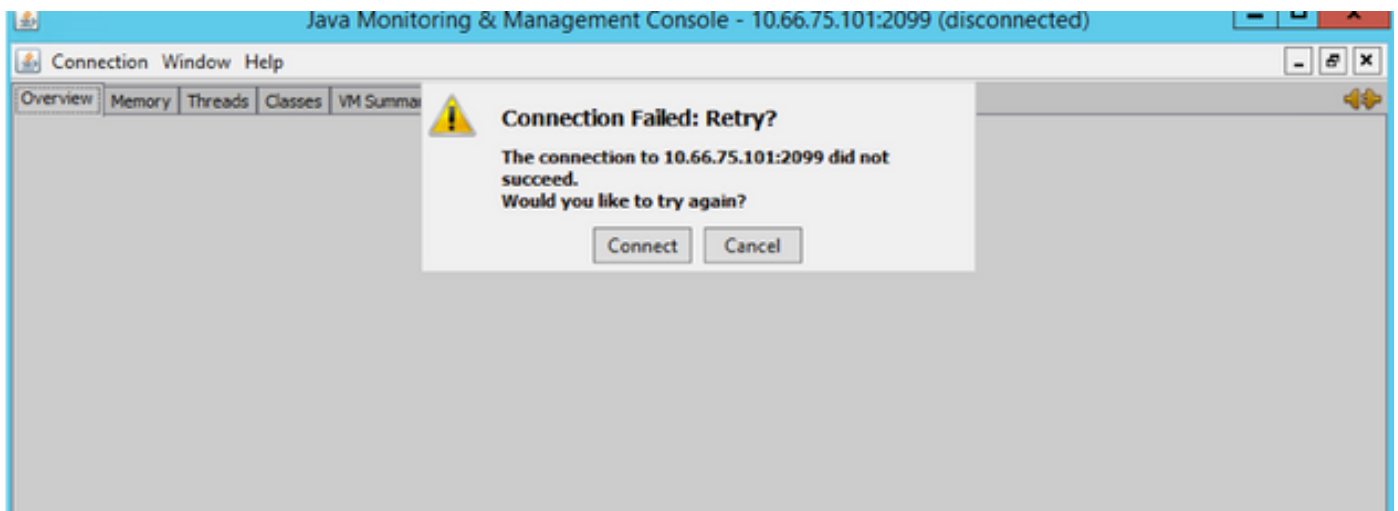 Java Monitoring & Management Console - 10.66.75.101:2099 (disconnected)
Connection Window Help
Overview Memory Threads Classes VM Summa
Connection Failed: Retry?
The connection to 10.66.75.101:2099 did not
succeed.
Would you like to try again?
Connect Cancel